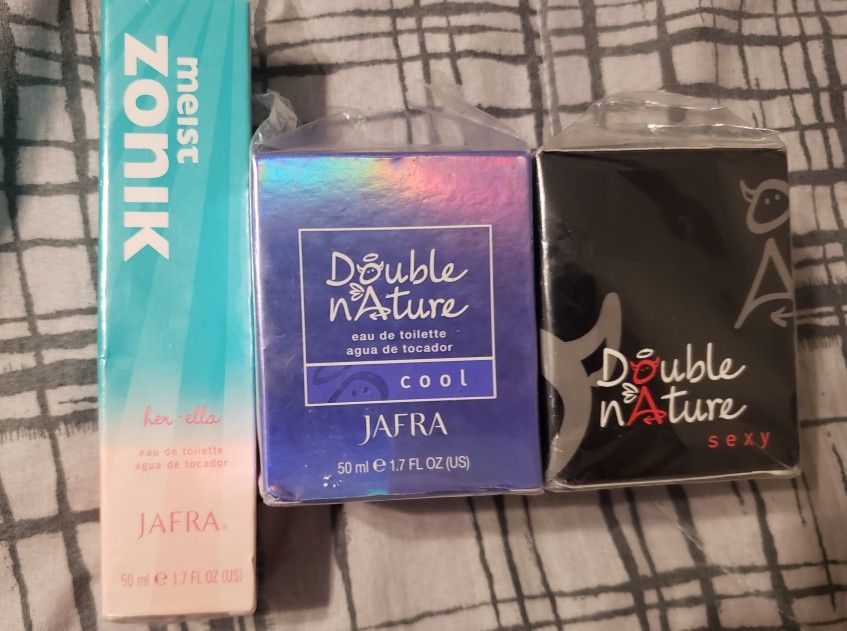 meist
zonik
her · ella
eau de toilette
agua de tocador
JAFRA
50 ml e 1.7 FL OZ (US)
Double
nAture
eau de toilette
agua de tocador
cool
JAFRA
50 ml e 1.7 FL OZ (US)
Double
nAture
sexy